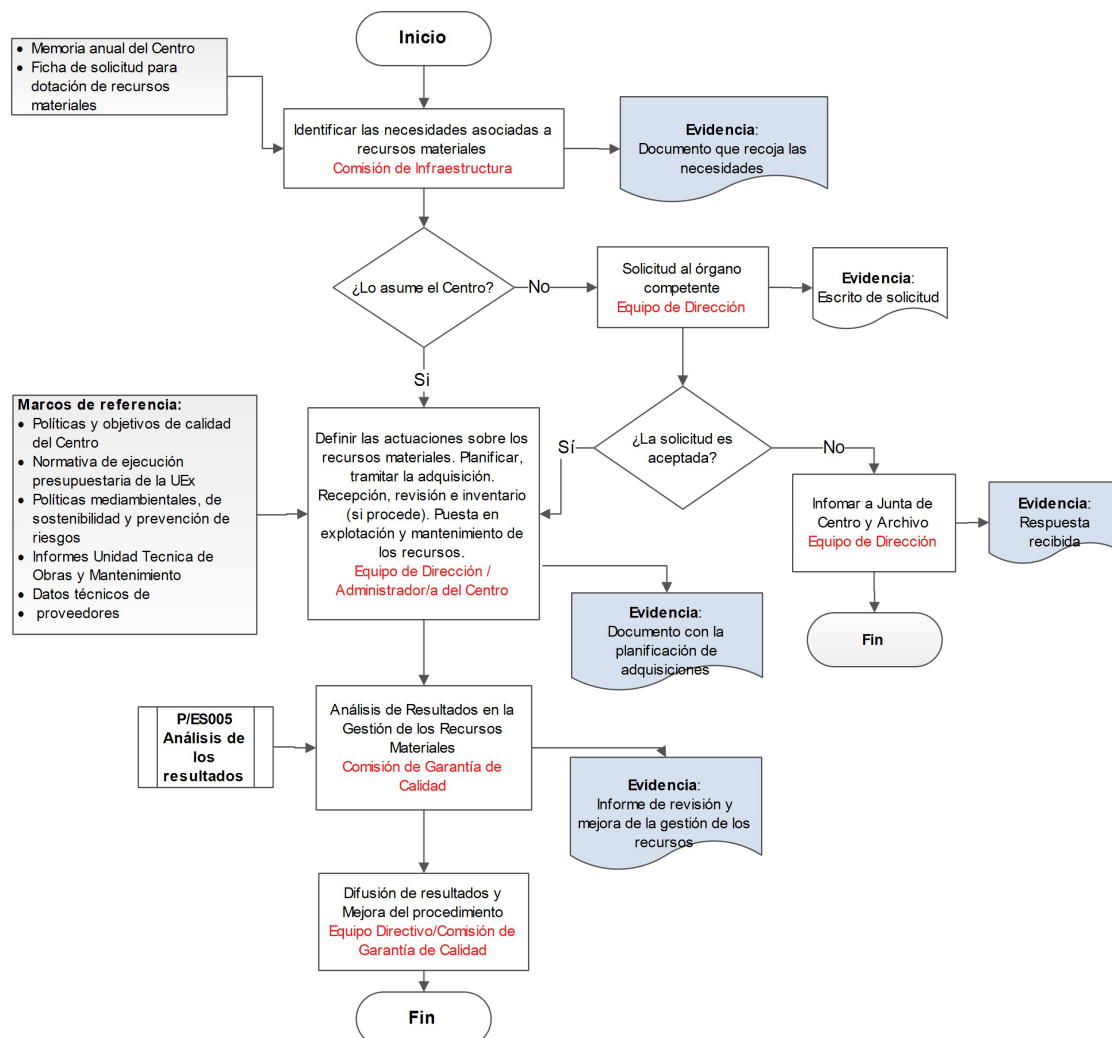 Inicio
• Memoria anual del Centro
• Ficha de solicitud para
dotación de recursos
materiales
Identificar las necesidades asociadas a
recursos materiales
Comisión de Infraestructura
Evidencia:
Documento que recoja las
necesidades
¿Lo asume el Centro?
No
Solicitud al órgano
competente
Equipo de Dirección
Evidencia:
Escrito de solicitud
Si
Marcos de referencia:
• Políticas y objetivos de calidad
del Centro
• Normativa de ejecución
presupuestaria de la UEx
• Políticas mediambentales, de
sostenibilidad y prevención de
riesgos
• Informes Unidad Tecnica de
Obras y Mantenimiento
• Datos técnicos de
• proveedores
Definir las actuaciones sobre los
recursos materiales. Planificar,
tramitar la adquisición.
Recepción, revisión e inventario
(si procede). Puesta en
explotación y mantenimiento
de los recursos.
Equipo de Dirección /
Administrador/a del Centro
Sí
¿La solicitud es
aceptada?
No
Infomar a Junta de
Centro y Archivo
Equipo de Dirección
Evidencia:
Respuesta
recibida
Fin
Evidencia:
Documento con la
planificación de
adquisiciones
P/ES005
Análisis de
los
resultados
Análisis de Resultados en la
Gestión de los Recursos
Materiales
Comisión de Garantía de
Calidad
Evidencia:
Informe de revisión y
mejora de la gestión de los
recursos
Difusión de resultados y
Mejora del procedimiento
Equipo Directivo/Comisión de
Garantía de Calidad
Fin